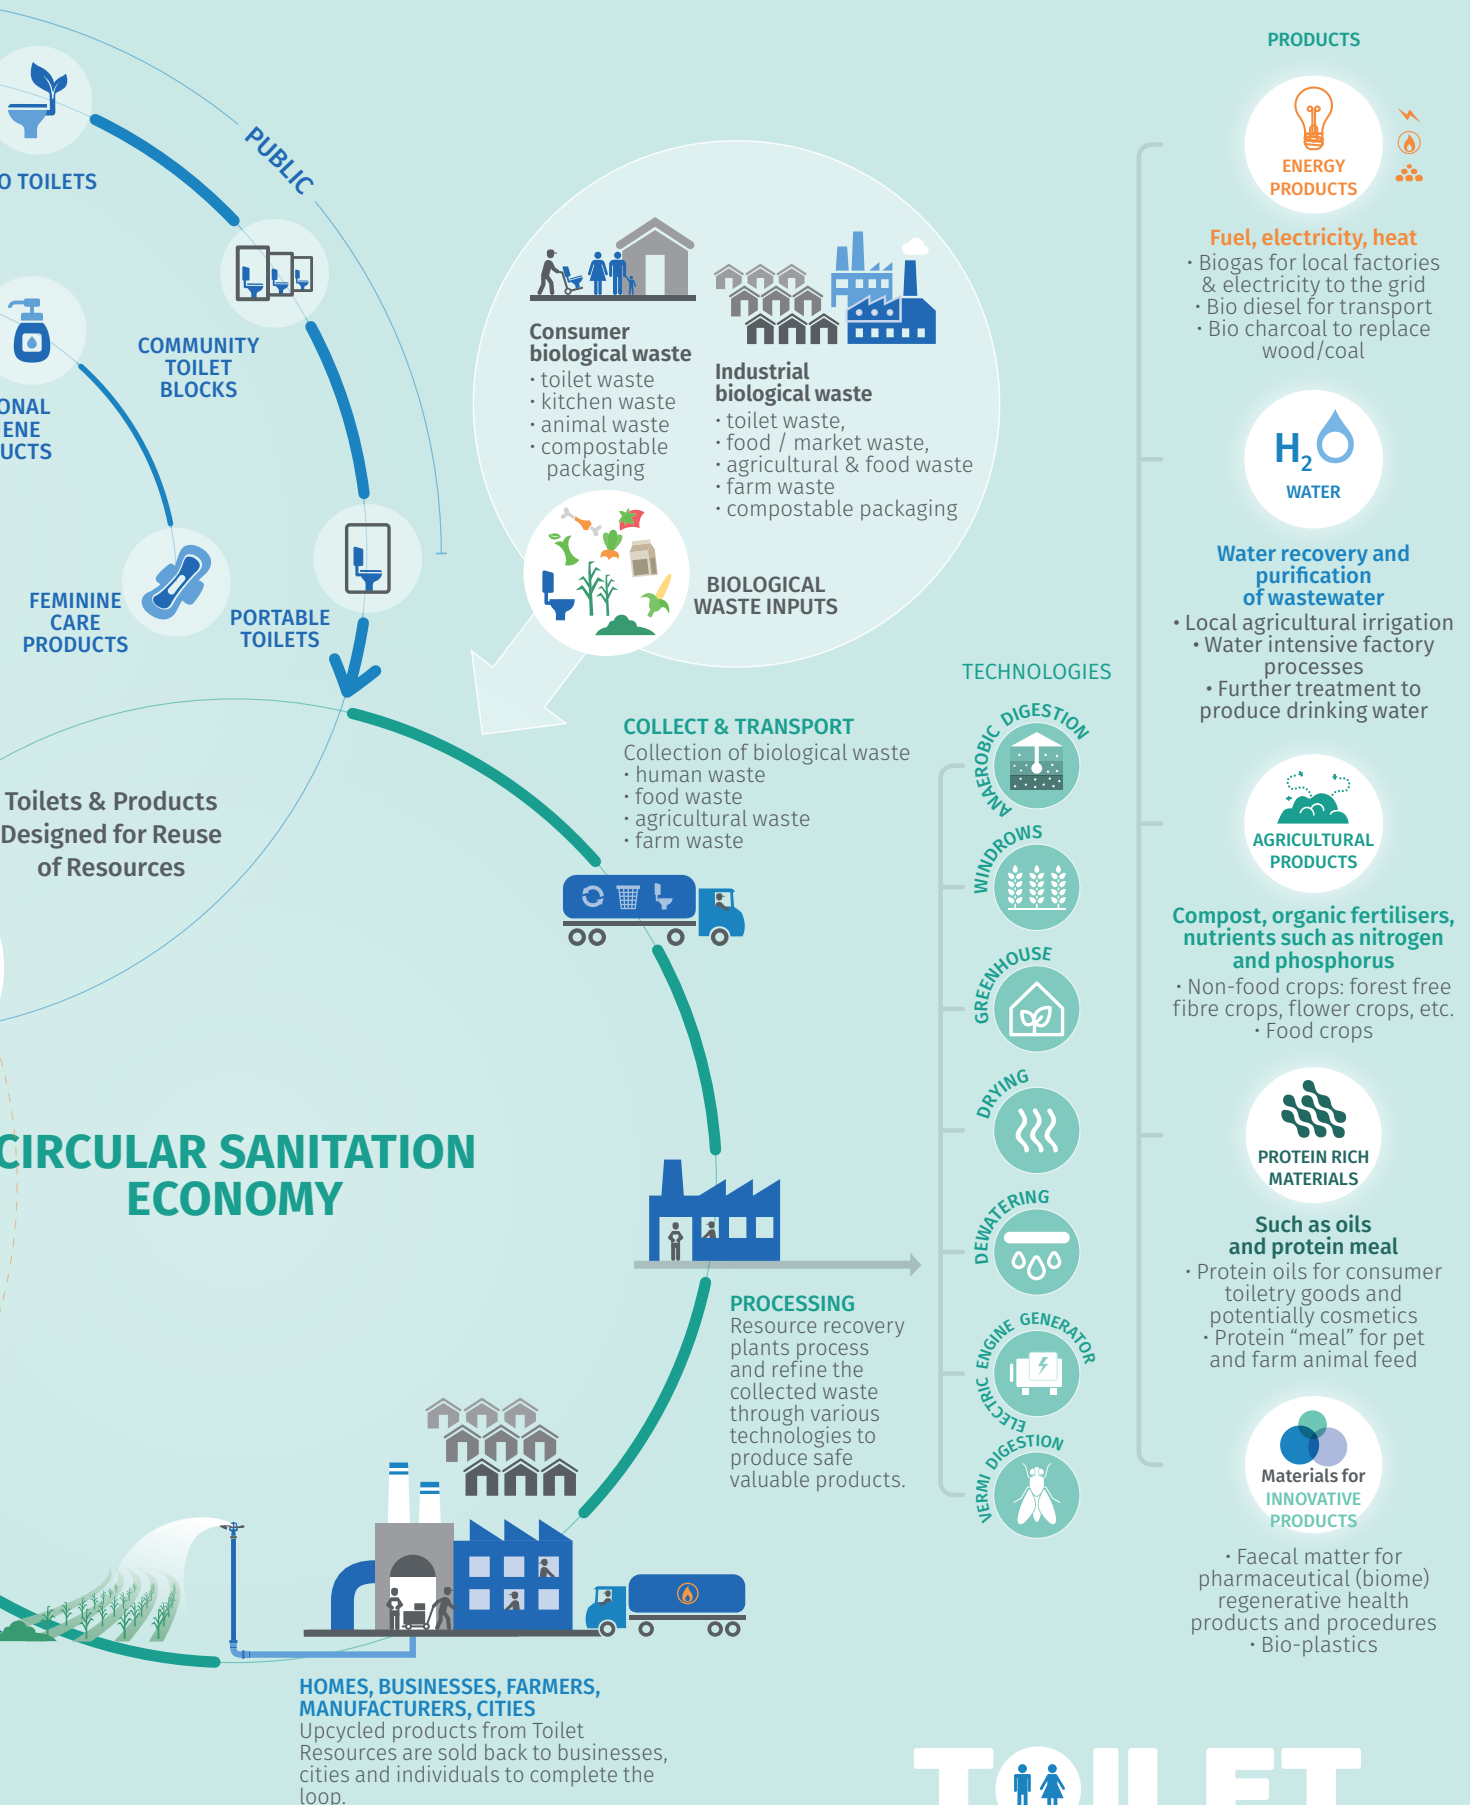 O TOILETS
PUBLIC
COMMUNITY
TOILET
BLOCKS
ONAL
ENE
UCTS
FEMININE
CARE
PRODUCTS
PORTABLE
TOILETS
Toilets & Products
Designed for Reuse
of Resources
CIRCULAR SANITATION
ECONOMY
Consumer
biological waste
· toilet waste
· kitchen waste
· animal waste
· compostable
packaging
Industrial
biological waste
· toilet waste,
· food / market waste,
· agricultural & food waste
· farm waste
· compostable packaging
BIOLOGICAL
WASTE INPUTS
COLLECT & TRANSPORT
Collection of biological waste
· human waste
· food waste
· agricultural waste
· farm waste
PROCESSING
Resource recovery
plants process
and refine the
collected waste
through various
technologies to
produce safe
valuable products.
HOMES, BUSINESSES, FARMERS,
MANUFACTURERS, CITIES
Upcycled products from Toilet
Resources are sold back to businesses,
cities and individuals to complete the
loop.
TECHNOLOGIES
ANAEROBIC DIGESTION
WINDROWS
GREENHOUSE
DRYING
DEWATERING
ELECTRIC ENGINE GENERATOR
VERMI DIGESTION
PRODUCTS
ENERGY
PRODUCTS
Fuel, electricity, heat
· Biogas for local factories
& electricity to the grid
· Bio diesel for transport
· Bio charcoal to replace
wood/coal
H2
WATER
Water recovery and
purification
of wastewater
• Local agricultural irrigation
• Water intensive factory
processes
• Further treatment to
produce drinking water
AGRICULTURAL
PRODUCTS
Compost, organic fertilisers,
nutrients such as nitrogen
and phosphorus
· Non-food crops: forest free
fibre crops, flower crops, etc.
· Food crops
PROTEIN RICH
MATERIALS
Such as oils
and protein meal
· Protein oils for consumer
toiletry goods and
potentially cosmetics
· Protein “meal” for pet
and farm animal feed
Materials for
INNOVATIVE
PRODUCTS
· Faecal matter for
pharmaceutical (biome)
regenerative health
products and procedures
· Bio-plastics
TOILET